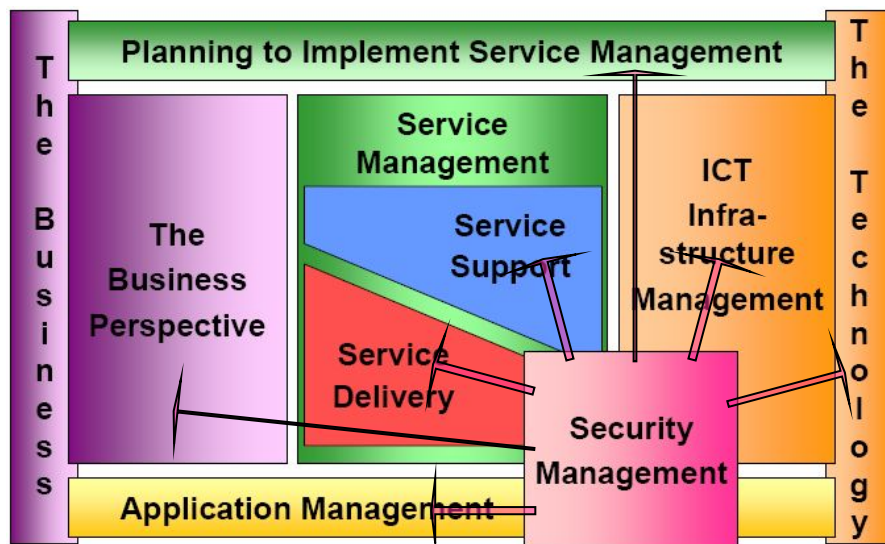 Planning to Implement Service Management
The Business
The
Business
Perspective
Service
Management
Service
Support
Service
Delivery
ICT
Infra-
structure
Management
The Technology
Security
Management
Application Management